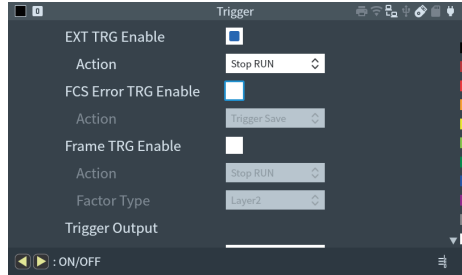 0 Trigger
EXT TRG Enable
Action Stop RUN
FCS Error TRG Enable
Action Trigger Save
Frame TRG Enable
Action Stop RUN
Factor Type Layer2
Trigger Output
: ON/OFF